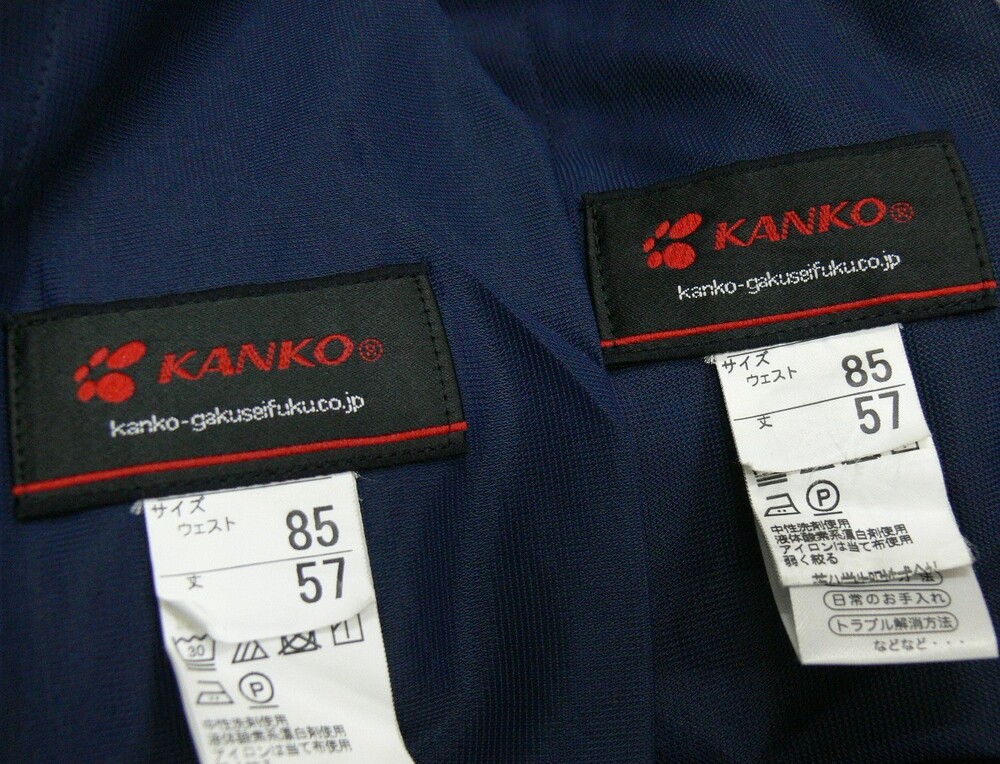 KANKO®
kanko-gakuseifuku.co.jp
サイズ
ウェスト 85
丈 57
30
P
中性洗剤使用
液体酸素系漂白剤使用
アイロンは当て布使用
KANKO®
kanko-gakuseifuku.co.jp
サイズ
ウェスト 85
丈 57
P
中性洗剤使用
液体酸素系漂白剤使用
アイロンは当て布使用
弱く絞る
日常のお手入れ
トラブル解消方法
などなど・・・